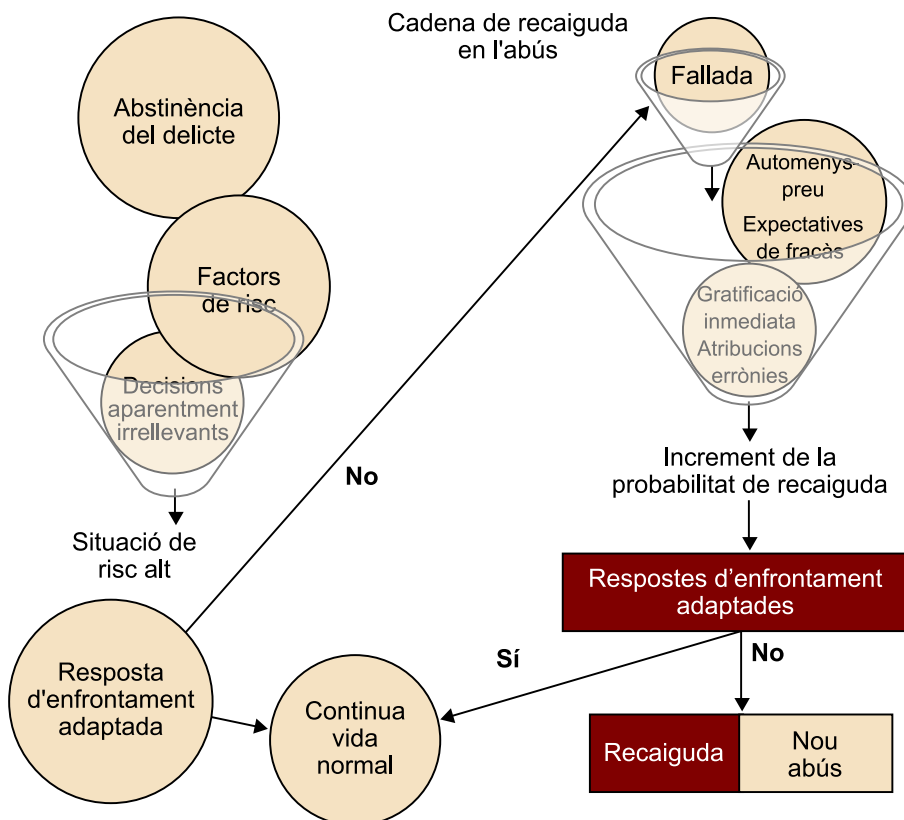 Cadena de recaiguda
en l'abús
Abstinència
del delicte
Factors
de risc
Decisions
aparentment
irrellevants
Situació de
risc alt
Resposta
d'enfrontament
adaptada
No
Continua
vida
normal
Fallada
Automenys-
preu
Expectatives
de fracàs
Gratificació
inmediata
Atribucions
errònies
Increment de la
probabilitat de recaiguda
Respostes d’enfrontament
adaptades
Sí
No
Recaiguda
Nou
abús